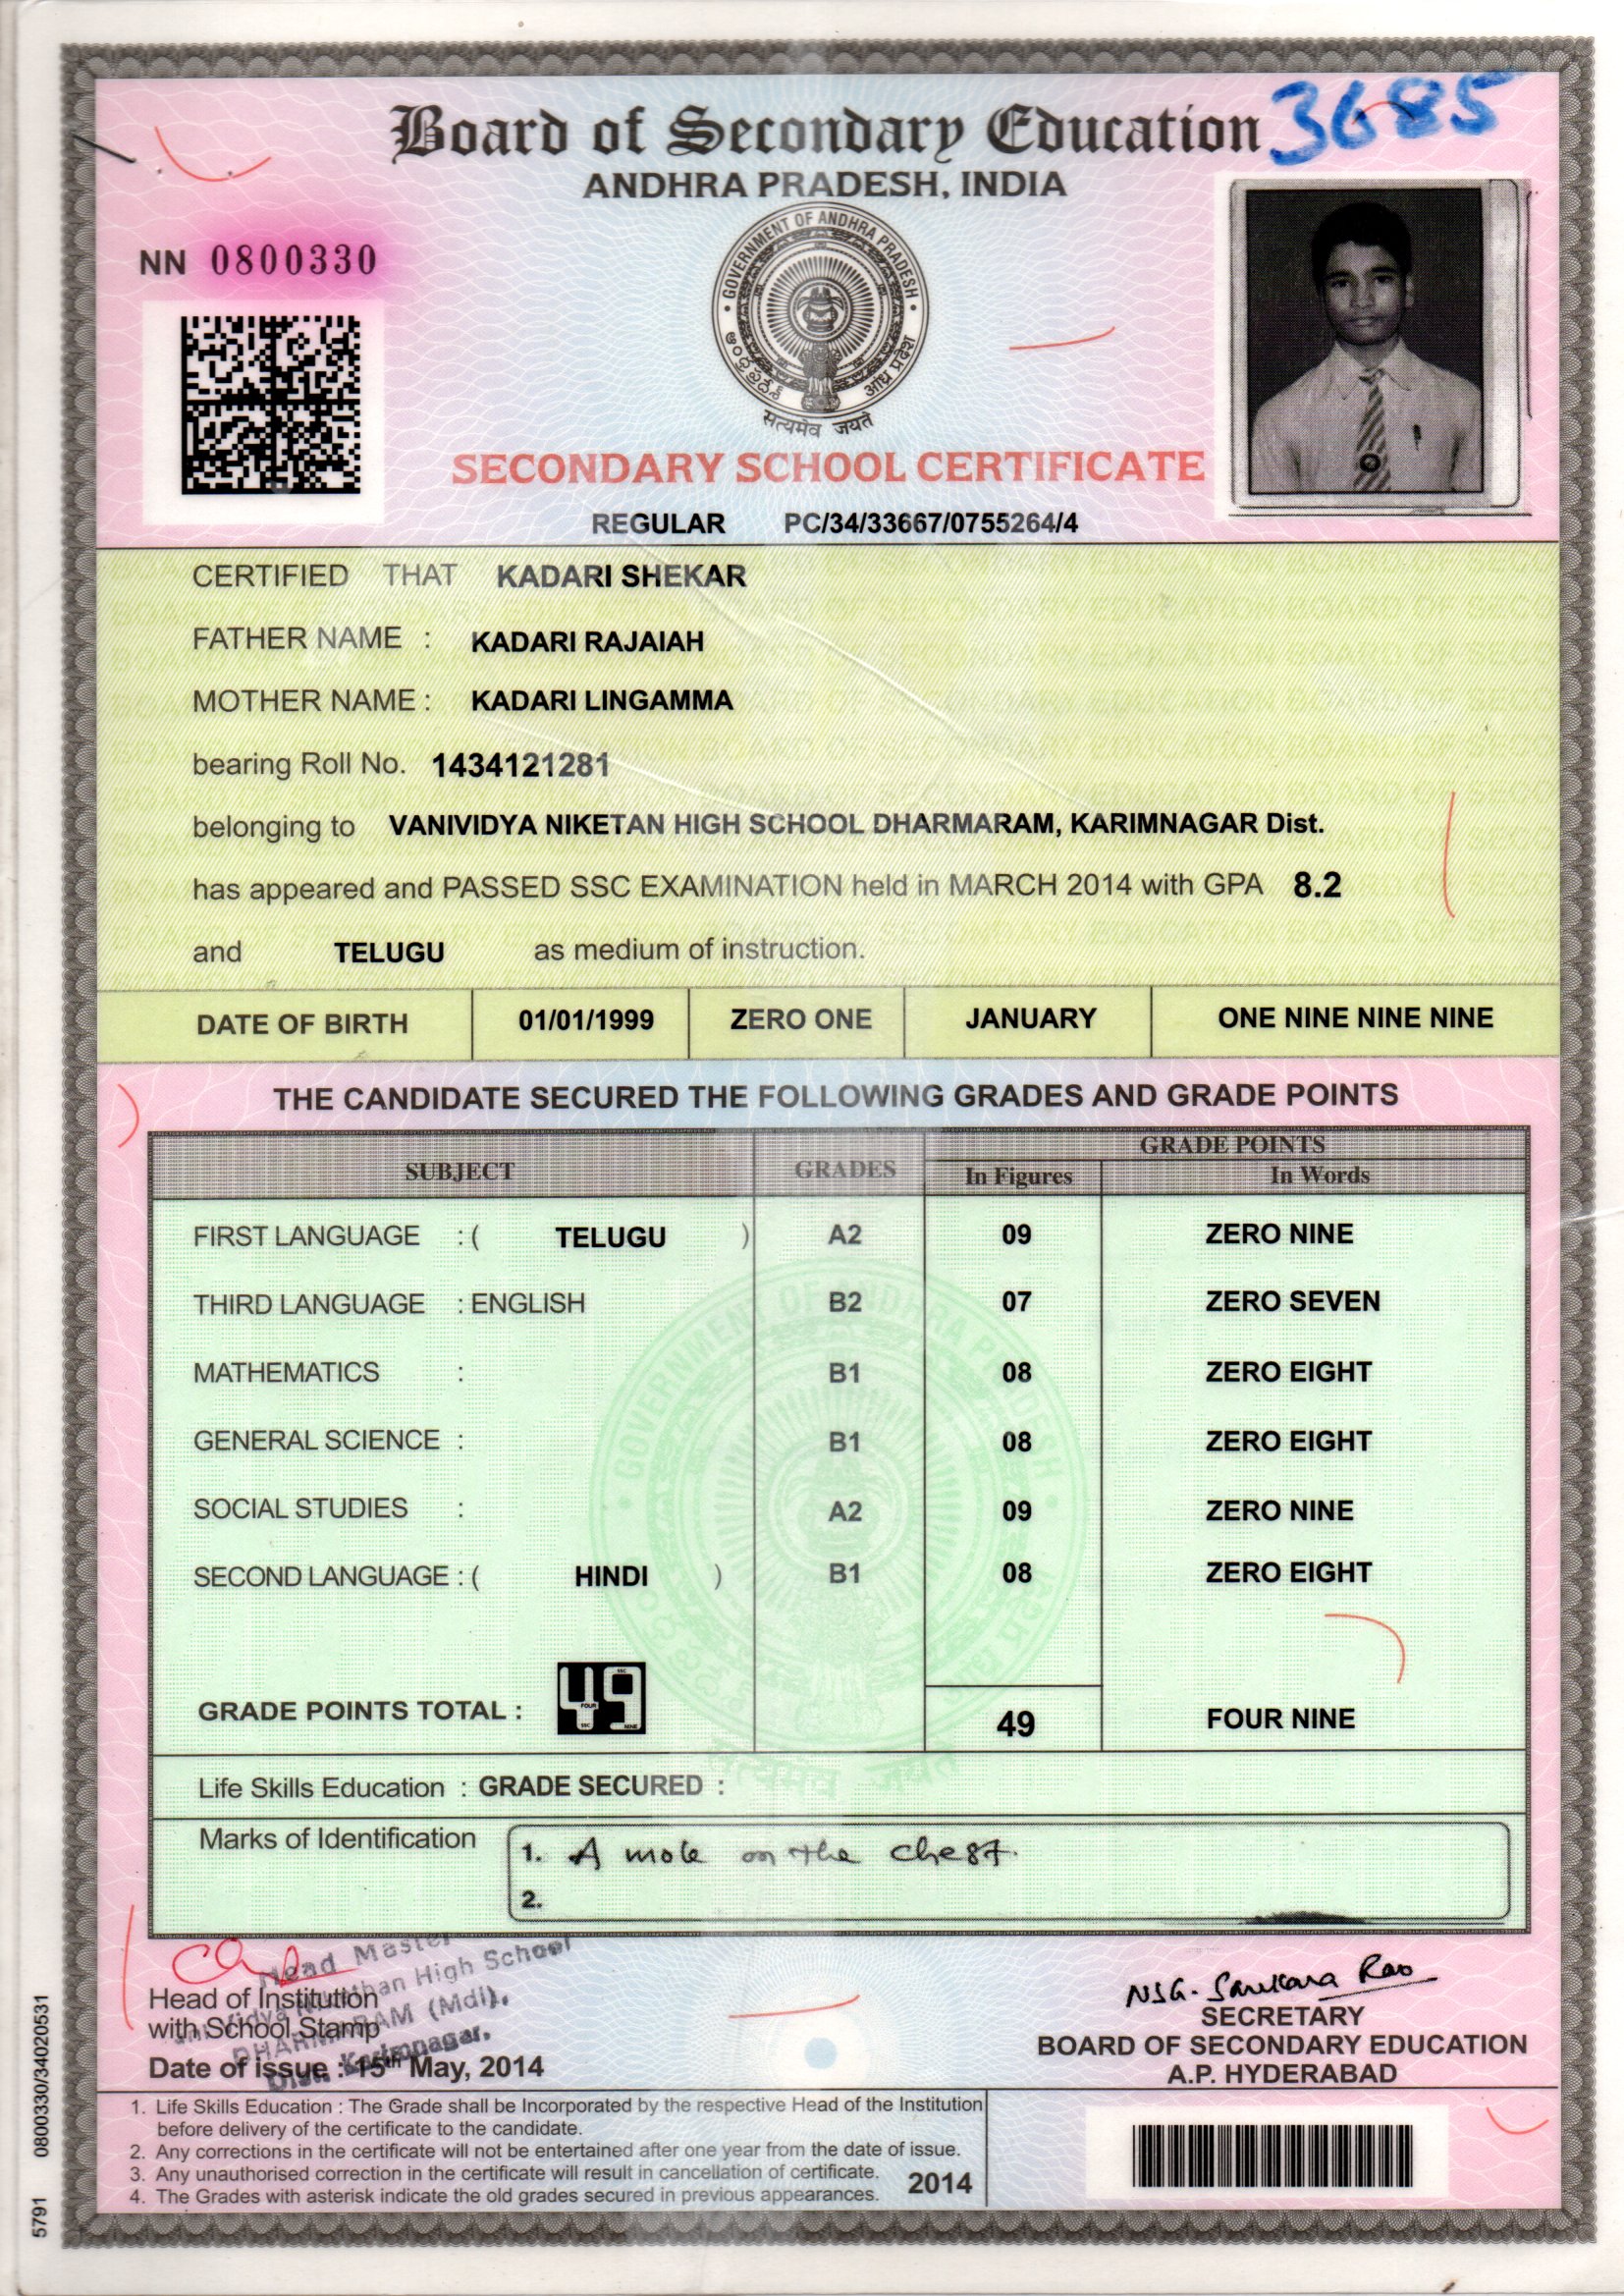 3685
Board of Secondary Education
ANDHRA PRADESH, INDIA
NN 0800330
GOVERNMENT OF ANDHRA PRADESH
आंध्र प्रदेश
सत्यमेव जयते
SECONDARY SCHOOL CERTIFICATE
REGULAR PC/34/33667/0755264/4
CERTIFIED THAT KADARI SHEKAR
FATHER NAME : KADARI RAJAIAH
MOTHER NAME : KADARI LINGAMMA
bearing Roll No. 1434121281
belonging to VANIVIDYA NIKETAN HIGH SCHOOL DHARMARAM, KARIMNAGAR Dist.
has appeared and PASSED SSC EXAMINATION held in MARCH 2014 with GPA 8.2
and TELUGU as medium of instruction.
DATE OF BIRTH 01/01/1999 ZERO ONE JANUARY ONE NINE NINE NINE
THE CANDIDATE SECURED THE FOLLOWING GRADES AND GRADE POINTS
SUBJECT GRADES GRADE POINTS
In Figures In Words
FIRST LANGUAGE : ( TELUGU ) A2 09 ZERO NINE
THIRD LANGUAGE : ENGLISH B2 07 ZERO SEVEN
MATHEMATICS : B1 08 ZERO EIGHT
GENERAL SCIENCE : B1 08 ZERO EIGHT
SOCIAL STUDIES : A2 09 ZERO NINE
SECOND LANGUAGE : ( HINDI ) B1 08 ZERO EIGHT
GRADE POINTS TOTAL : 49 49 FOUR NINE
Life Skills Education : GRADE SECURED :
Marks of Identification
1. A mole on the chest.
2.
Head Master
High School
DHARMARAM (Mdl).
Dist. Karimnagar.
Head of Institution
with School Stamp
Date of issue : 15th May, 2014
NSG. Sankara Rao
SECRETARY
BOARD OF SECONDARY EDUCATION
A.P. HYDERABAD
1. Life Skills Education : The Grade shall be Incorporated by the respective Head of the Institution
before delivery of the certificate to the candidate.
2. Any corrections in the certificate will not be entertained after one year from the date of issue.
3. Any unauthorised correction in the certificate will result in cancellation of certificate.
4. The Grades with asterisk indicate the old grades secured in previous appearances.
2014
5791 0800330/34020531